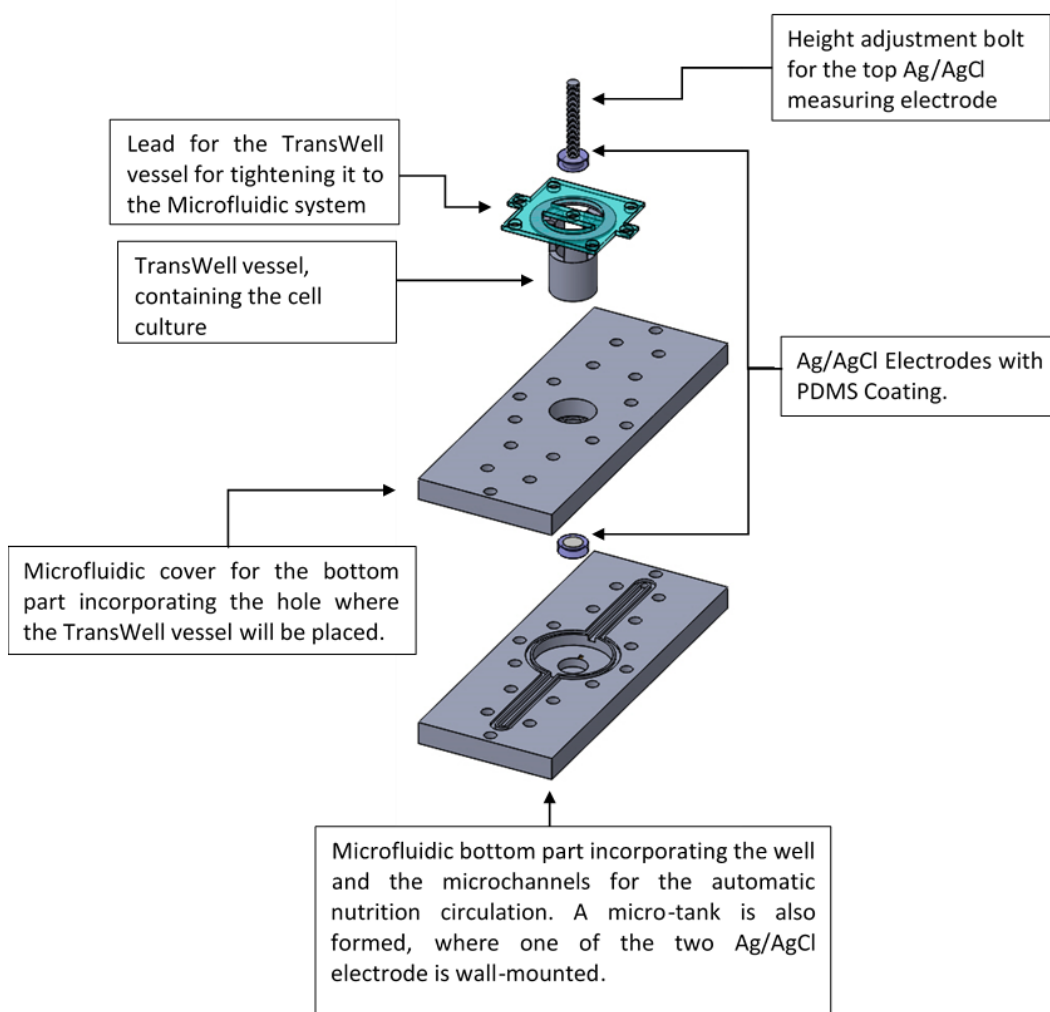 Height adjustment bolt
for the top Ag/AgCl
measuring electrode
Lead for the TransWell
vessel for tightening it to
the Microfluidic system
TransWell vessel,
containing the cell
culture
Ag/AgCl Electrodes with
PDMS Coating.
Microfluidic cover for the bottom
part incorporating the hole where
the TransWell vessel will be placed.
Microfluidic bottom part incorporating the well
and the microchannels for the automatic
nutrition circulation. A micro-tank is also
formed, where one of the two Ag/AgCl
electrode is wall-mounted.